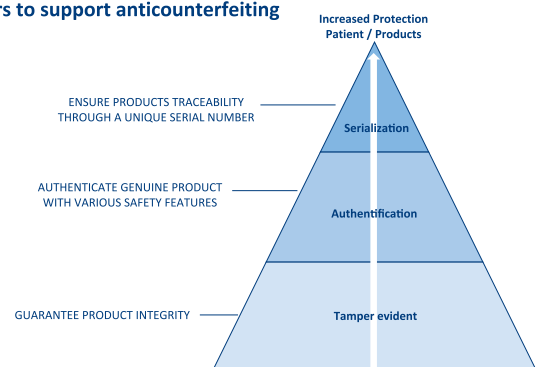 rs to support anticounterfeiting
Increased Protection
Patient / Products
ENSURE PRODUCTS TRACEABILITY
THROUGH A UNIQUE SERIAL NUMBER
Serialization
AUTHENTICATE GENUINE PRODUCT
WITH VARIOUS SAFETY FEATURES
Authentification
GUARANTEE PRODUCT INTEGRITY
Tamper evident